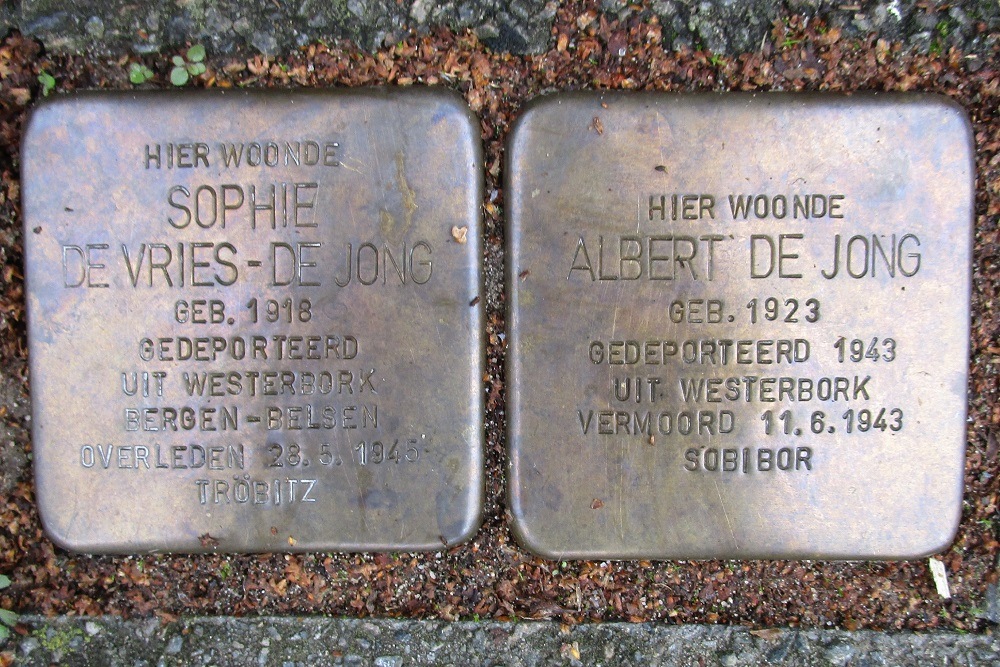 HIER WOONDE
SOPHIE
DE VRIES-DE JONG
GEB. 1918
GEDEPORTEERD
UIT WESTERBORK
BERGEN-BELSEN
OVERLEDEN 28.5.1945
TRÖBITZ
HIER WOONDE
ALBERT DE JONG
GEB. 1923
GEDEPORTEERD 1943
UIT WESTERBORK
VERMOORD 11.6.1943
SOBIBOR